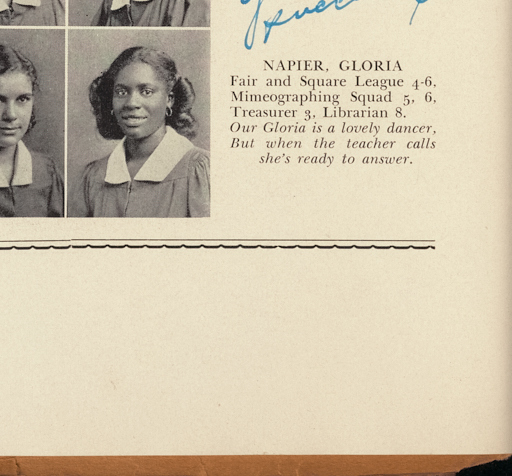 NAPIER, GLORIA
Fair and Square League 4-6,
Mimeographing Squad 5, 6,
Treasurer 3, Librarian 8.
Our Gloria is a lovely dancer,
But when the teacher calls
she's ready to answer.